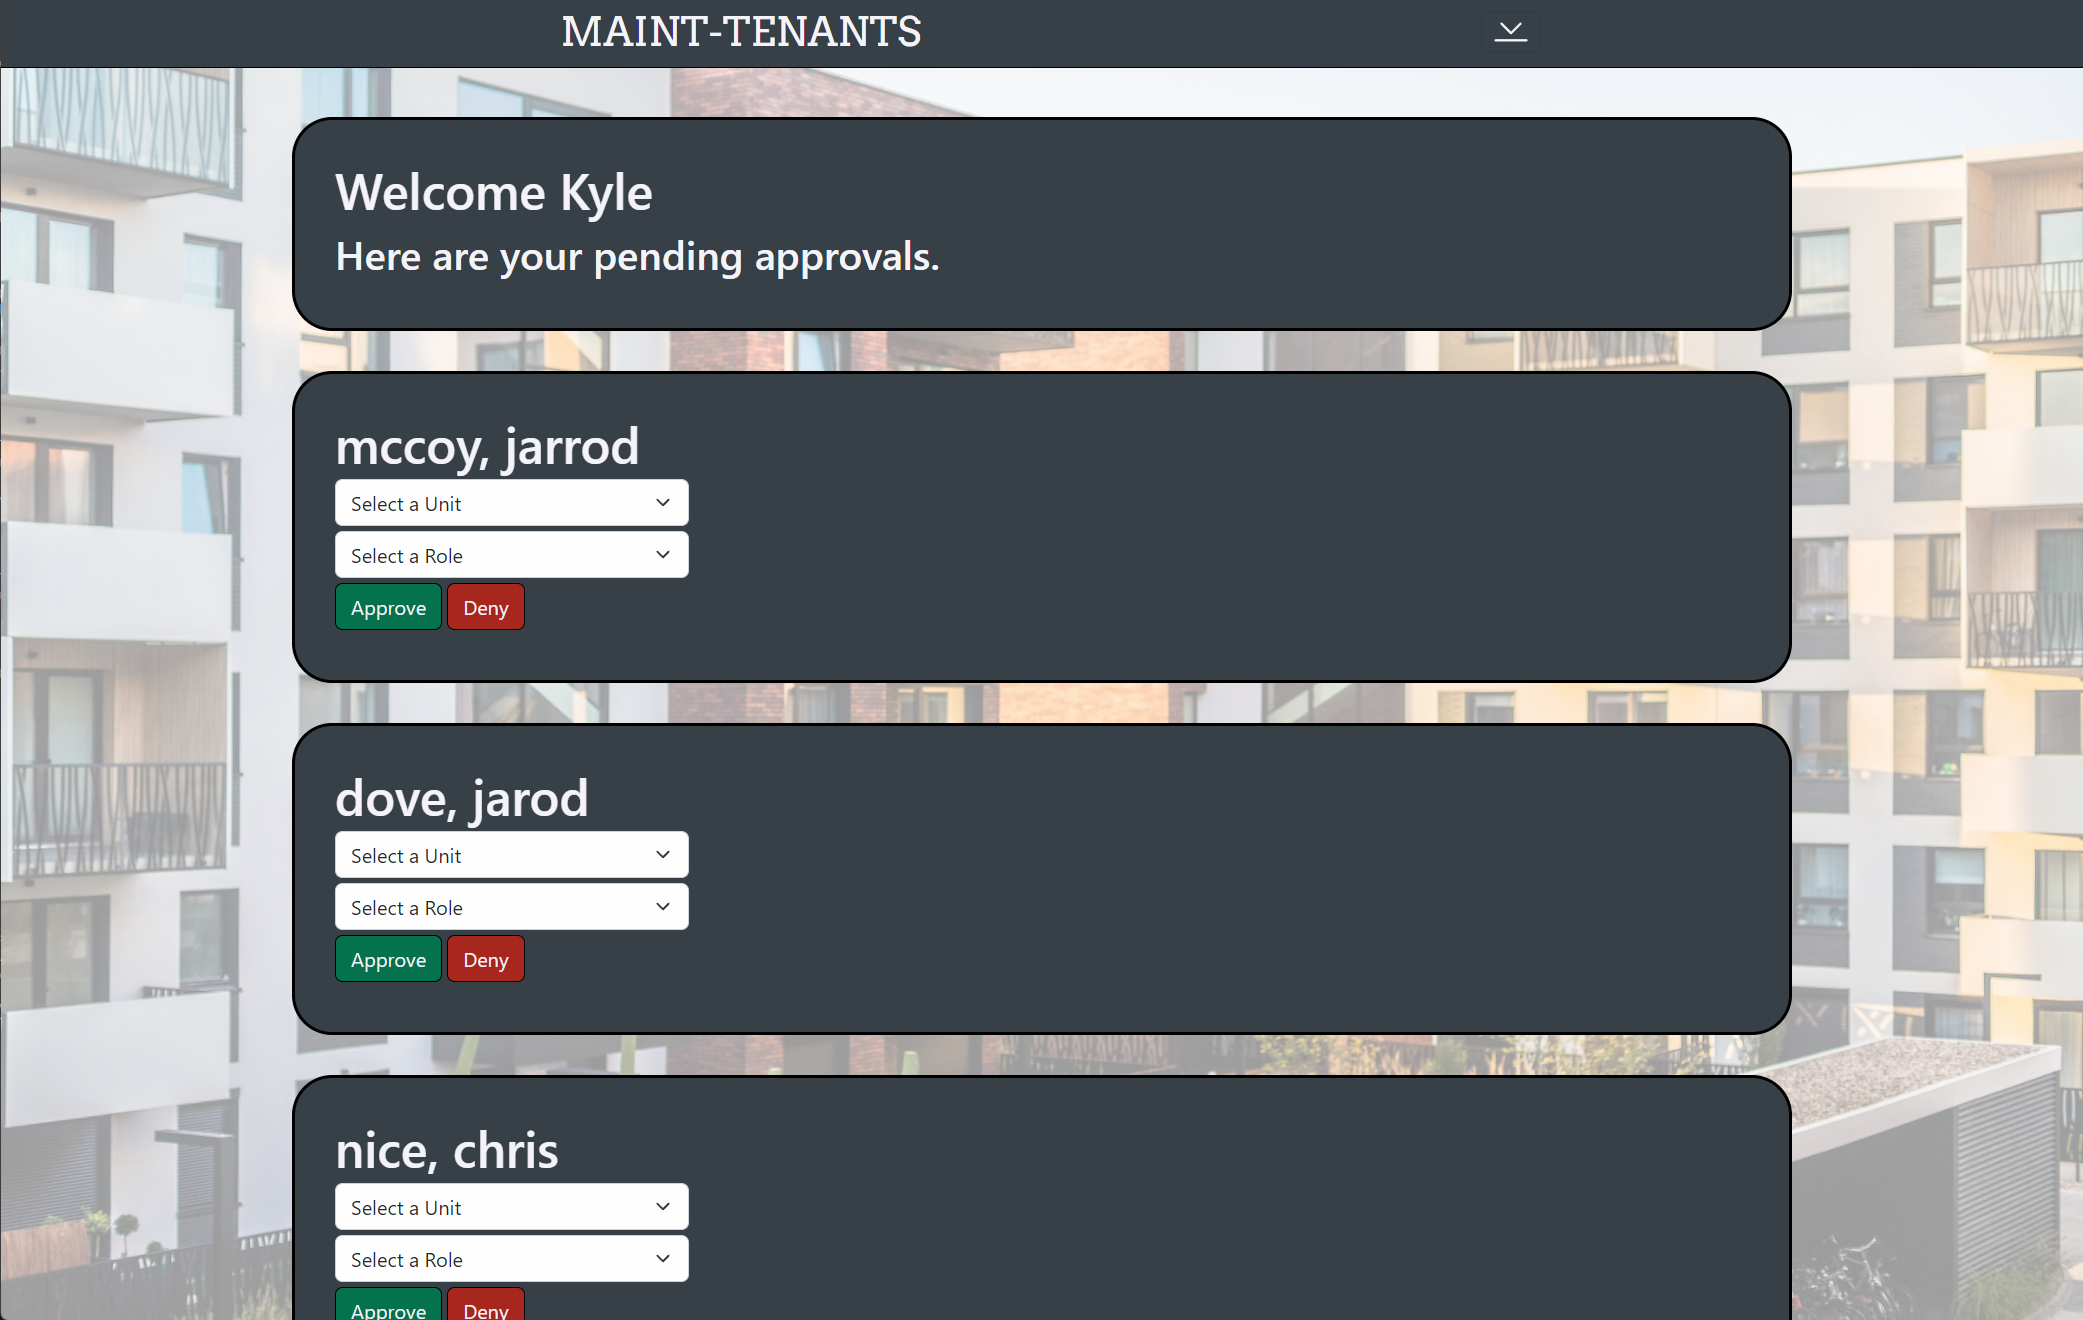 MAINT-TENANTS
Welcome Kyle
Here are your pending approvals.
mccoy, jarrod
Select a Unit
Select a Role
Approve Deny
dove, jarod
Select a Unit
Select a Role
Approve Deny
nice, chris
Select a Unit
Select a Role
Approve Deny